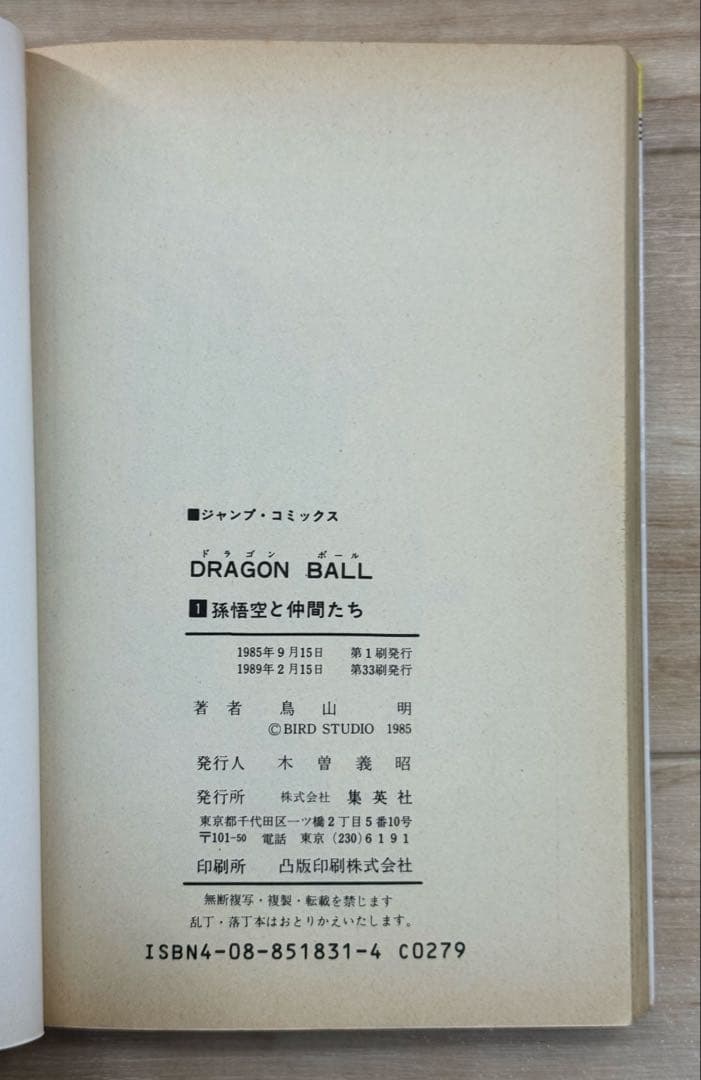 ■ジャンプ・コミックス
ドラゴン ボール
DRAGON BALL
1 孫悟空と仲間たち
1985年9月15日 第1刷発行
1989年2月15日 第33刷発行
著者 鳥山 明
©BIRD STUDIO 1985
発行人 木曽義昭
発行所 株式会社 集英社
東京都千代田区一ツ橋2丁目5番10号
〒101-50 電話 東京 (230) 6191
印刷所 凸版印刷株式会社
無断複写・複製・転載を禁じます
乱丁・落丁本はおとりかえいたします。
ISBN4-08-851831-4 C0279